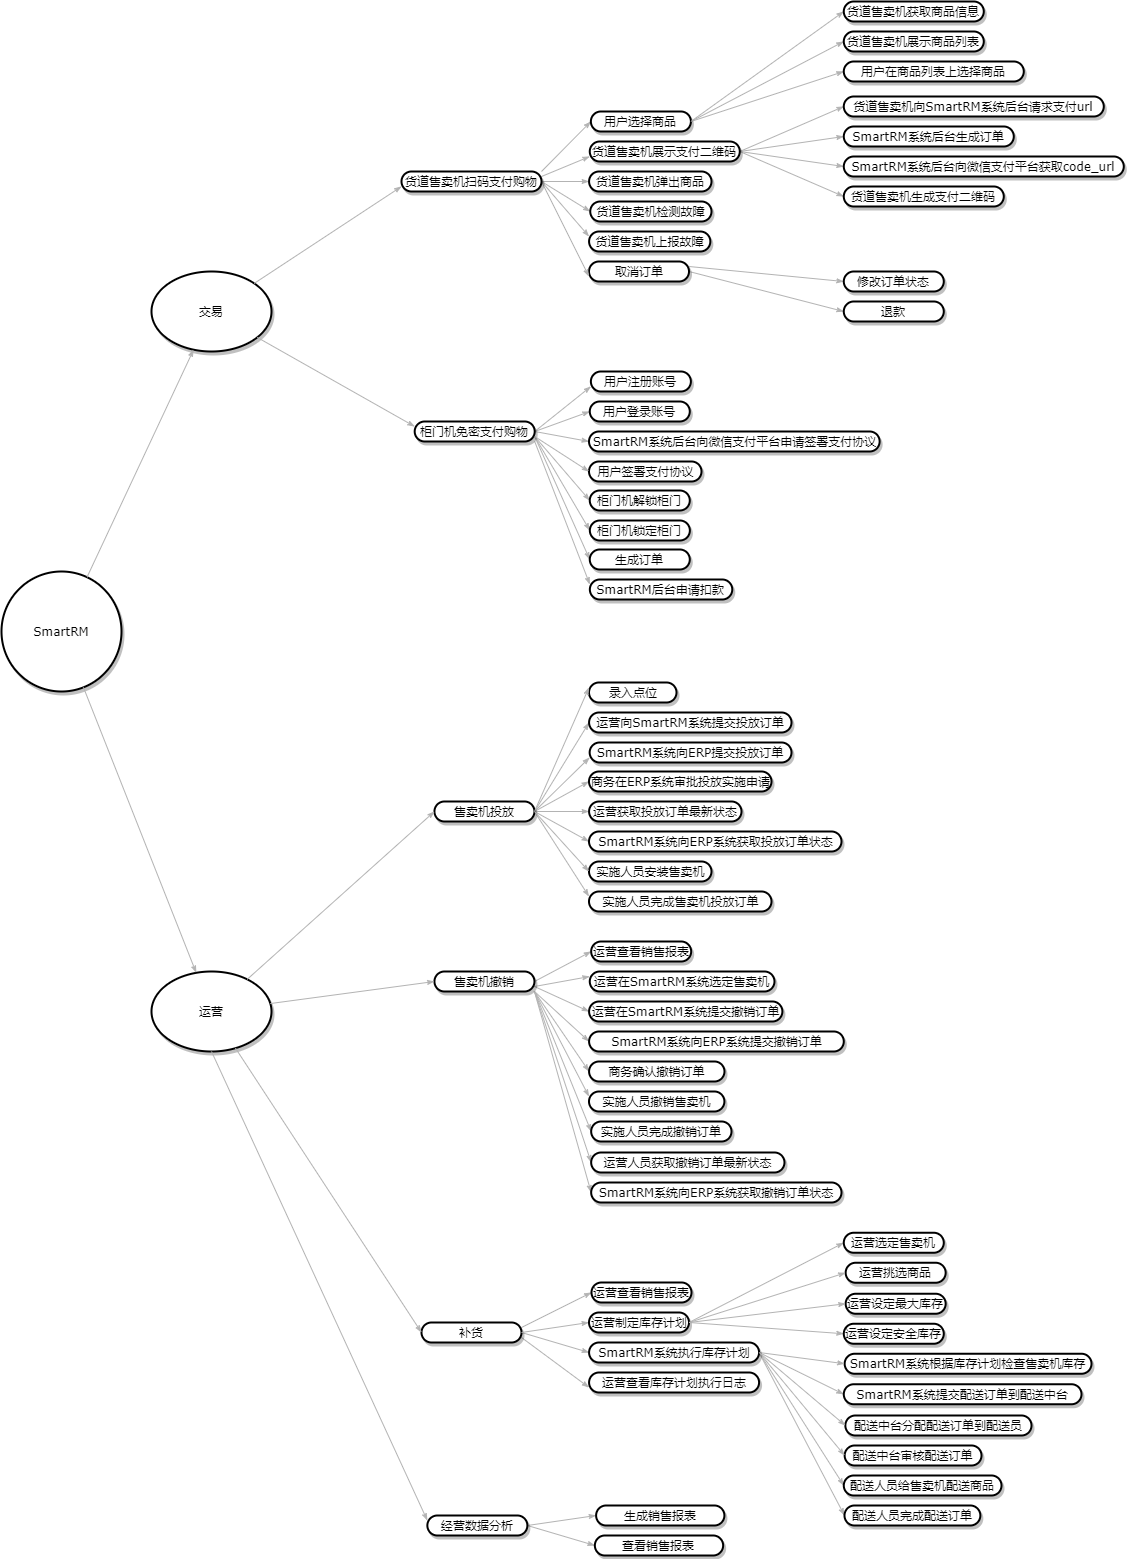 SmartRM
交易
货道售卖机扫码支付购物
用户选择商品
货道售卖机获取商品信息
货道售卖机展示商品列表
用户在商品列表上选择商品
货道售卖机展示支付二维码
货道售卖机向SmartRM系统后台请求支付url
SmartRM系统后台生成订单
SmartRM系统后台向微信支付平台获取code_url
货道售卖机生成支付二维码
货道售卖机弹出商品
货道售卖机检测故障
货道售卖机上报故障
取消订单
修改订单状态
退款
柜门机免密支付购物
用户注册账号
用户登录账号
SmartRM系统后台向微信支付平台申请签署支付协议
用户签署支付协议
柜门机解锁柜门
柜门机锁定柜门
生成订单
SmartRM后台申请扣款
运营
售卖机投放
录入点位
运营向SmartRM系统提交投放订单
SmartRM系统向ERP提交投放订单
商务在ERP系统审批投放实施申请
运营获取投放订单最新状态
SmartRM系统向ERP系统获取投放订单状态
实施人员安装售卖机
实施人员完成售卖机投放订单
售卖机撤销
运营查看销售报表
运营在SmartRM系统选定售卖机
运营在SmartRM系统提交撤销订单
SmartRM系统向ERP系统提交撤销订单
商务确认撤销订单
实施人员撤销售卖机
实施人员完成撤销订单
运营人员获取撤销订单最新状态
SmartRM系统向ERP系统获取撤销订单状态
补货
运营查看销售报表
运营制定库存计划
运营选定售卖机
运营挑选商品
运营设定最大库存
运营设定安全库存
SmartRM系统执行库存计划
SmartRM系统根据库存计划检查售卖机库存
SmartRM系统提交配送订单到配送中台
配送中台分配配送订单到配送员
配送中台审核配送订单
配送人员给售卖机配送商品
配送人员完成配送订单
运营查看库存计划执行日志
经营数据分析
生成销售报表
查看销售报表